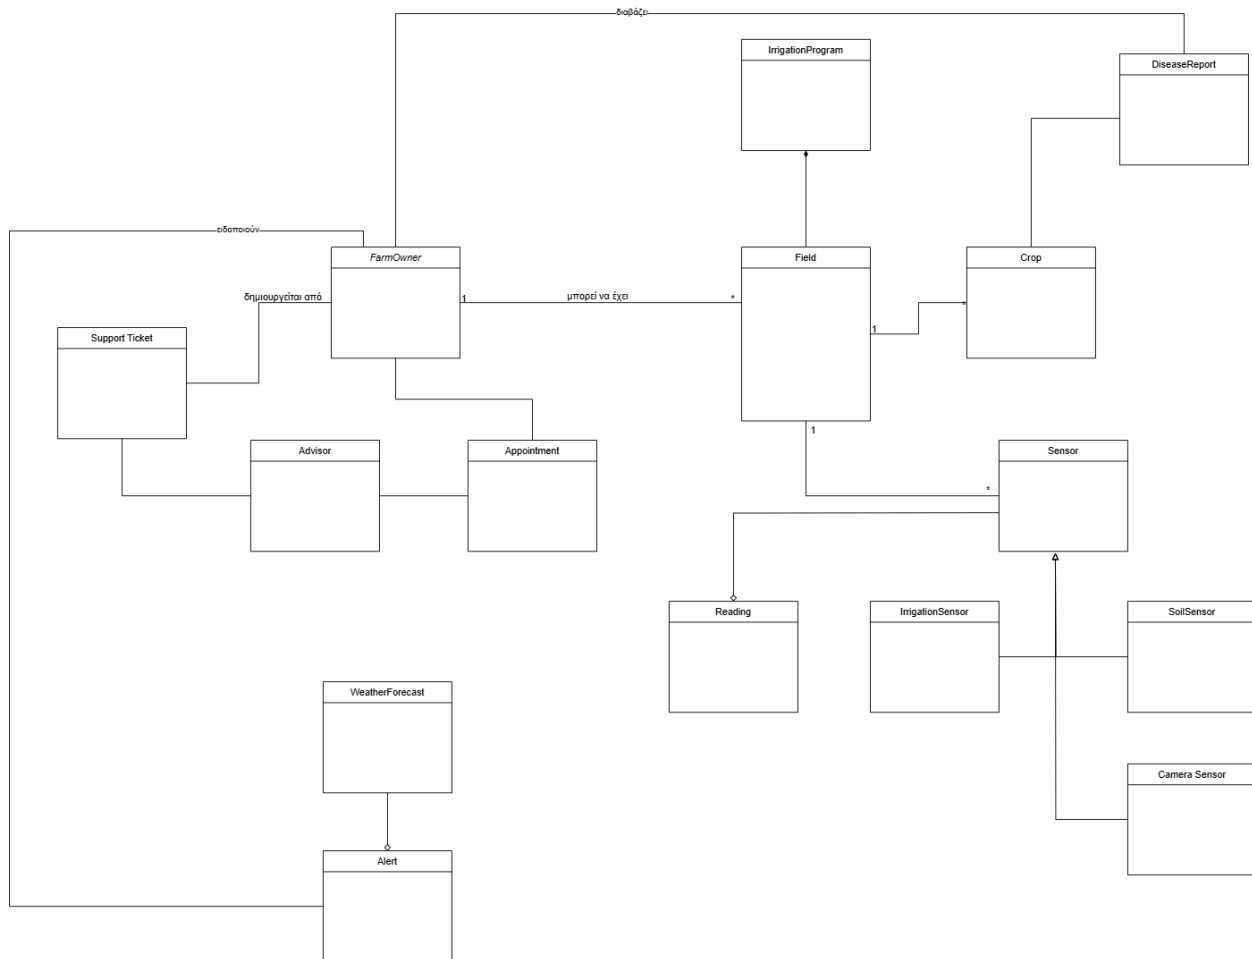 διαβάζει
IrrigationProgram
DiseaseReport
ειδοποιούν
FarmOwner
Field
Crop
δημιουργείται από
1
μπορεί να έχει
*
*
1
Support Ticket
1
Advisor
Appointment
Sensor
*
Reading
IrrigationSensor
SoilSensor
WeatherForecast
Camera Sensor
Alert